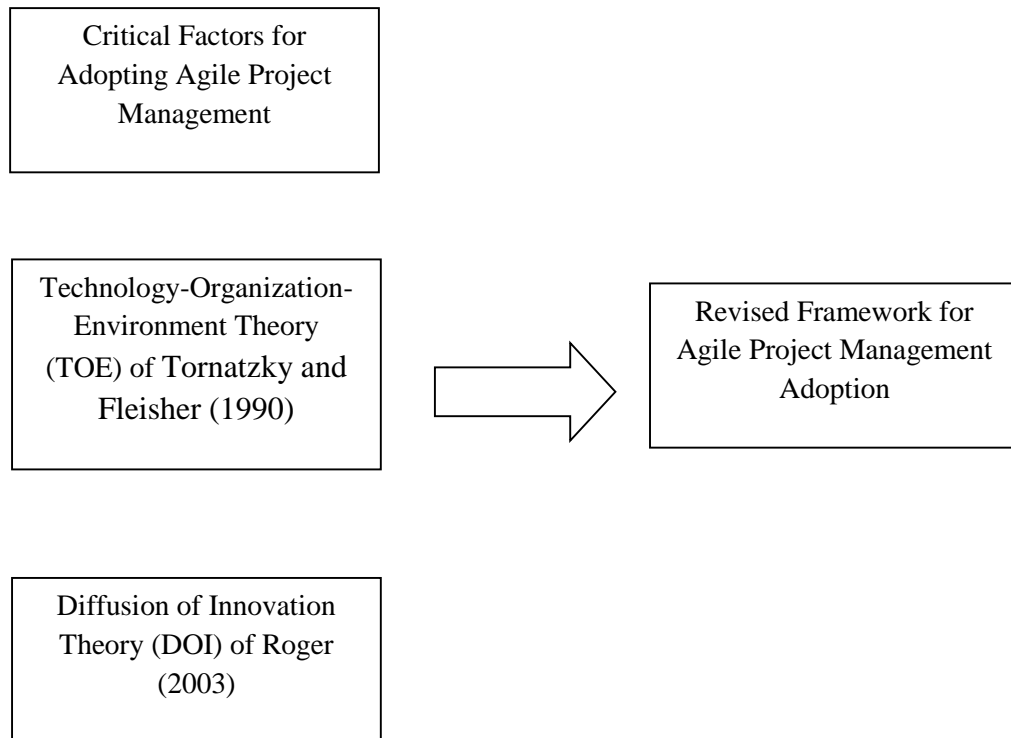 Critical Factors for
Adopting Agile Project
Management
Technology-Organization-
Environment Theory
(TOE) of Tornatzky and
Fleisher (1990)
Revised Framework for
Agile Project Management
Adoption
Diffusion of Innovation
Theory (DOI) of Roger
(2003)